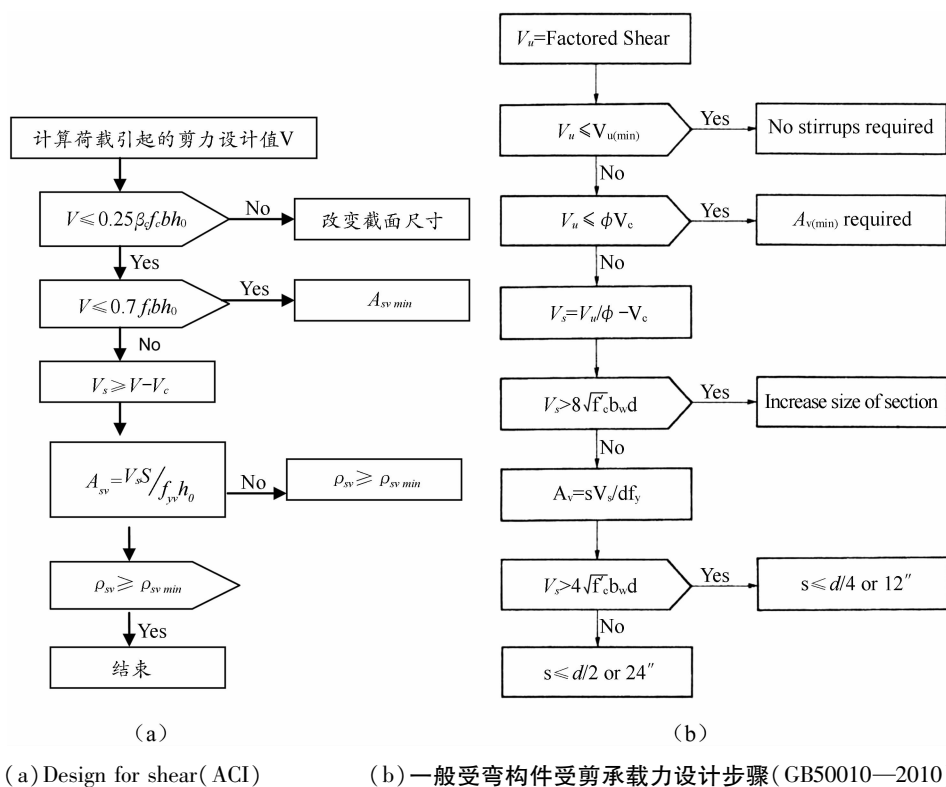 计算荷载引起的剪力设计值V
V≤0.25βcfcbh0
No
改变截面尺寸
Yes
V≤0.7ftbh0
Yes
Asv min
No
Vs≥V-Vc
Asv=VsS/fyvh0
No
ρsv≥ρsv min
ρsv≥ρsv min
Yes
结束
(a)
Vu=Factored Shear
Vu≤Vu(min)
Yes
No stirrups required
No
Vu≤ϕVc
Yes
Av(min) required
No
Vs=Vu/ϕ-Vc
Vs>8√f'cbwd
Yes
Increase size of section
No
Av=sVs/dfy
Vs>4√f'cbwd
Yes
s≤d/4 or 12″
No
s≤d/2 or 24″
(b)
(a)Design for shear(ACI)
(b)一般受弯构件受剪承载力设计步骤(GB50010—2010